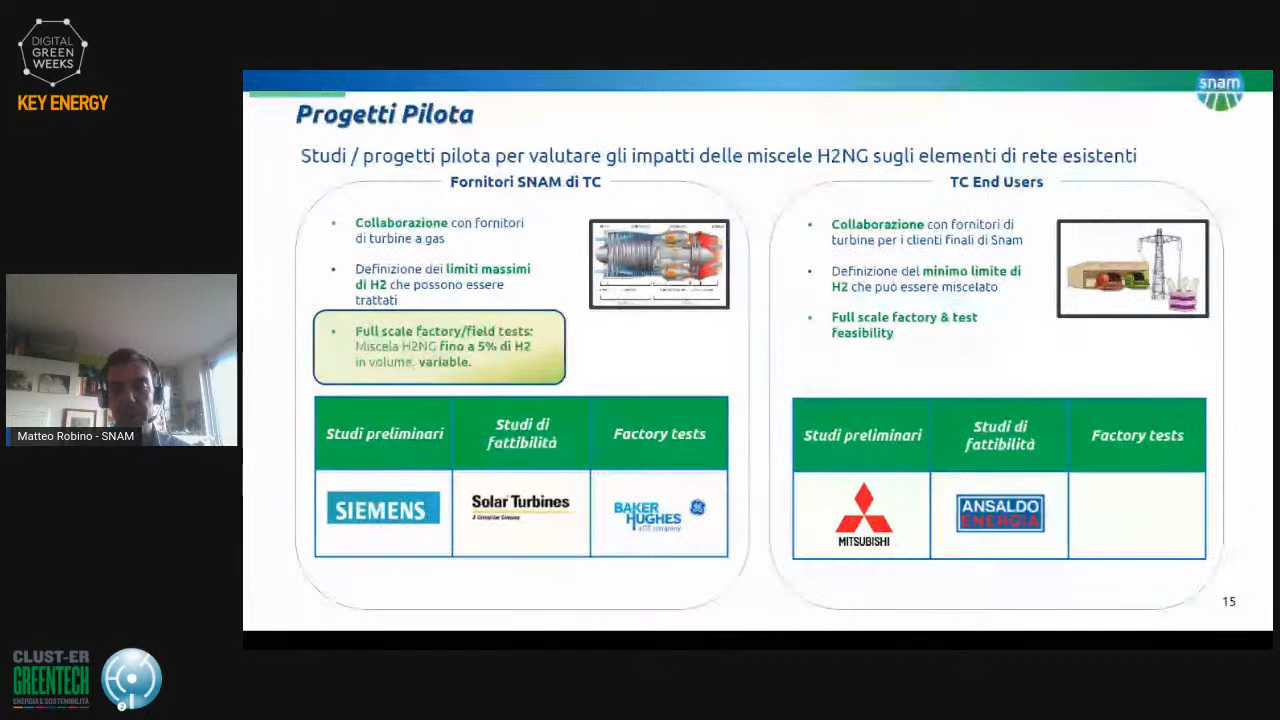 DIGITAL
GREEN
WEEKS
KEY ENERGY
snam
Progetti Pilota
Studi / progetti pilota per valutare gli impatti delle miscele H2NG sugli elementi di rete esistenti
Fornitori SNAM di TC
• Collaborazione con fornitori
di turbine a gas
• Definizione dei limiti massimi
di H2 che possono essere
trattati
• Full scale factory/field tests:
Miscela H2NG fino a 5% di H2
in volume, variable.
Studi preliminari
Studi di
fattibilità
Factory tests
SIEMENS
Solar Turbines
A Caterpillar Company
BAKER
HUGHES
a GE company
TC End Users
• Collaborazione con fornitori di
turbine per i clienti finali di Snam
• Definizione del minimo limite di
H2 che può essere miscelato
• Full scale factory & test
feasibility
Studi preliminari
Studi di
fattibilità
Factory tests
MITSUBISHI
ANSALDO
ENERGIA
15
Matteo Robino - SNAM
CLUST-ER
GREENTECH
ENERGIA E SOSTENIBILITÀ
2